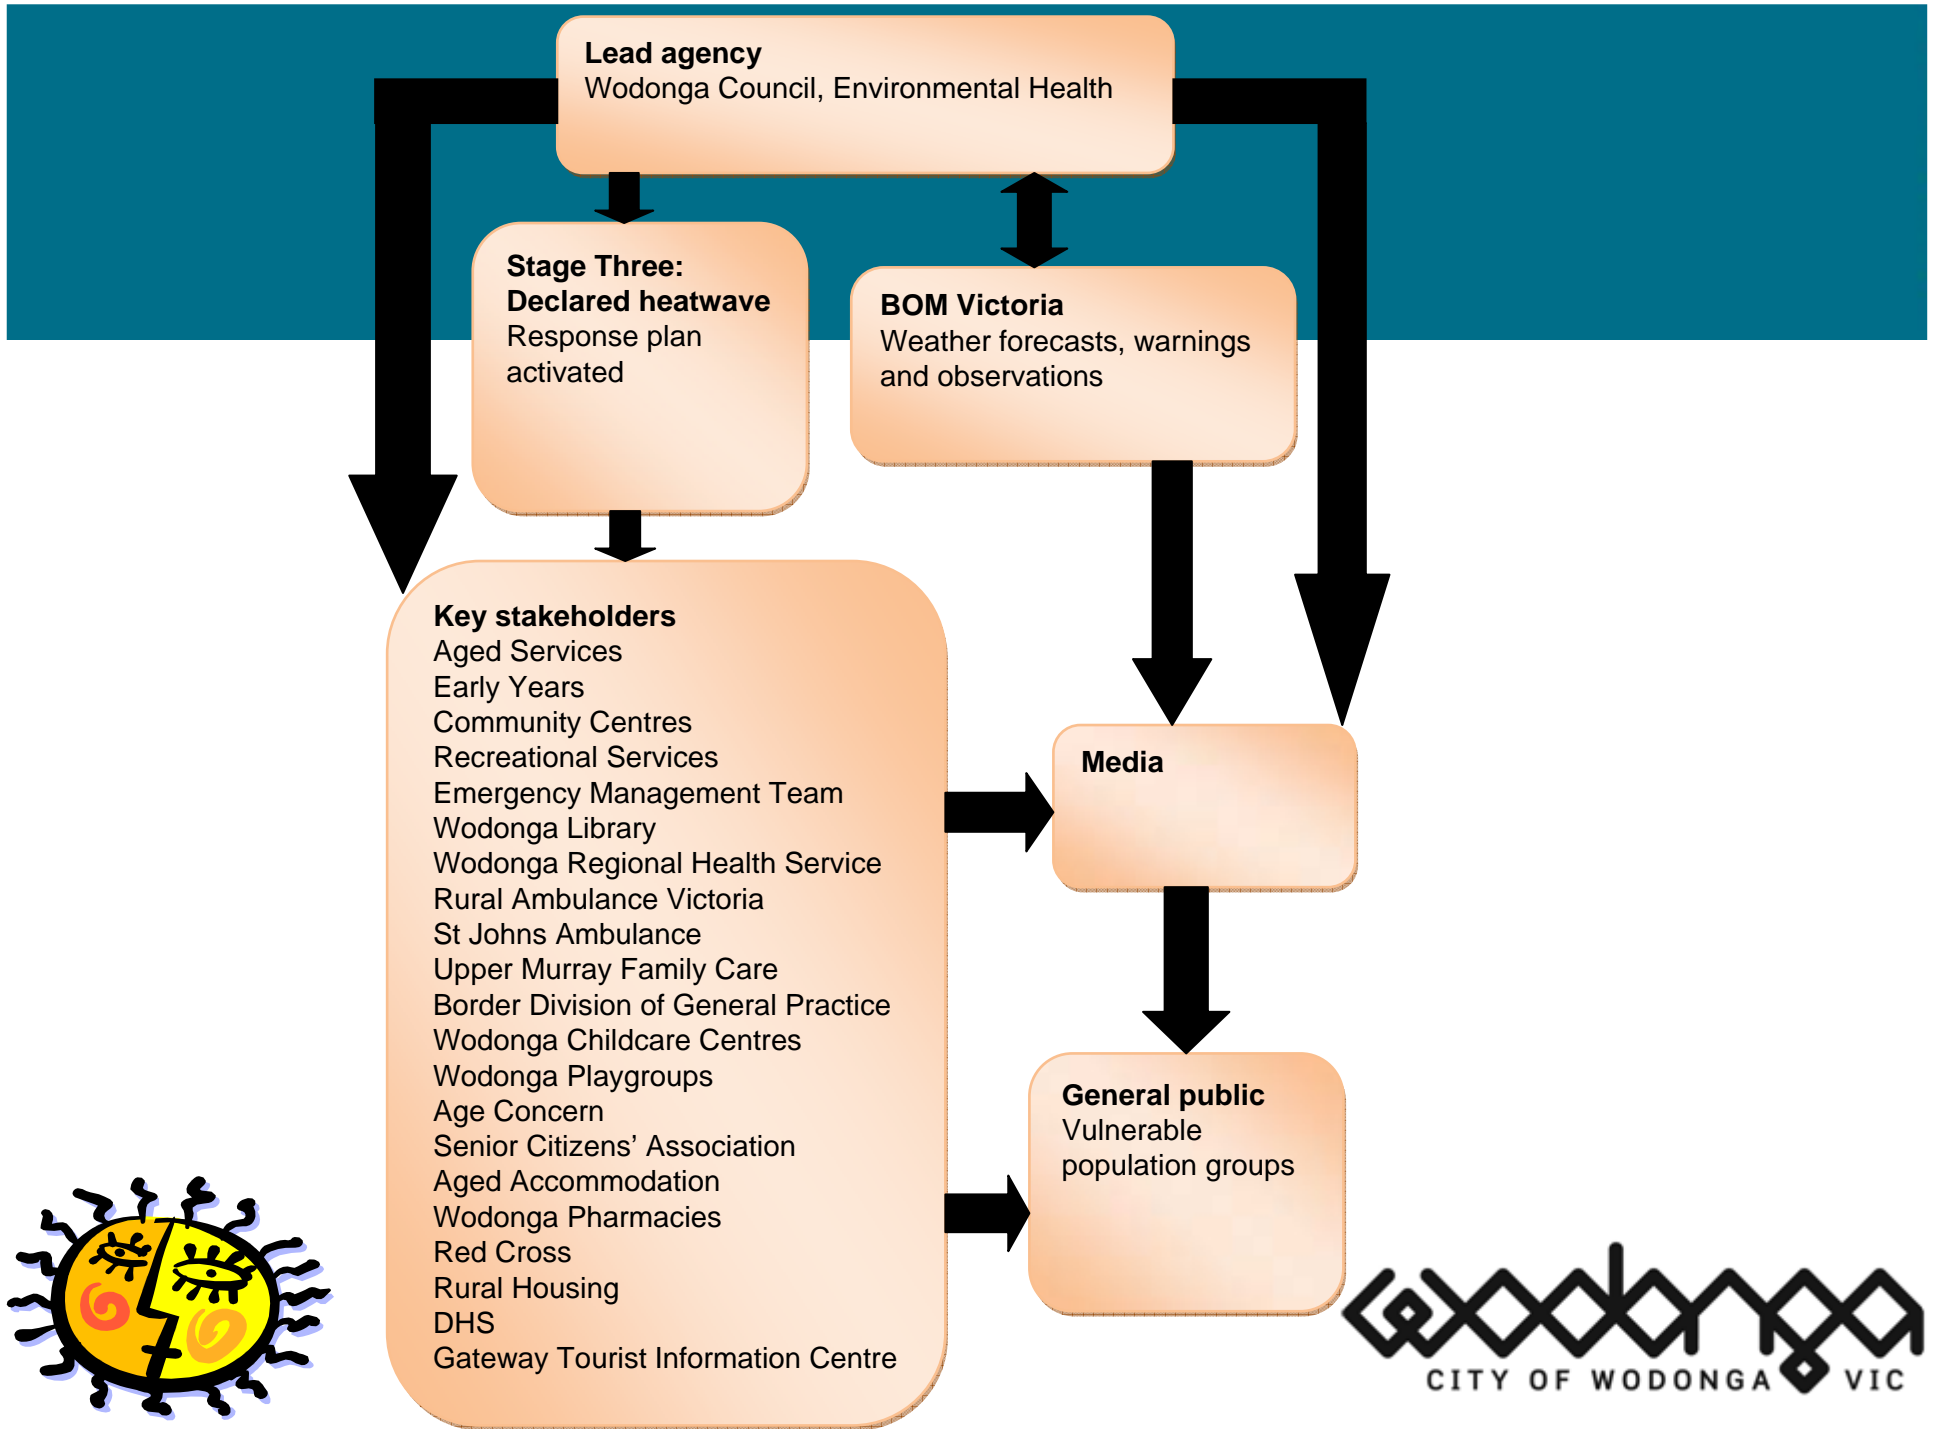 Lead agency
Wodonga Council, Environmental Health
Stage Three:
Declared heatwave
Response plan
activated
BOM Victoria
Weather forecasts, warnings
and observations
Key stakeholders
Aged Services
Early Years
Community Centres
Recreational Services
Emergency Management Team
Wodonga Library
Wodonga Regional Health Service
Rural Ambulance Victoria
St Johns Ambulance
Upper Murray Family Care
Border Division of General Practice
Wodonga Childcare Centres
Wodonga Playgroups
Age Concern
Senior Citizens’ Association
Aged Accommodation
Wodonga Pharmacies
Red Cross
Rural Housing
DHS
Gateway Tourist Information Centre
Media
General public
Vulnerable
population groups
wodonga
CITY OF WODONGA VIC